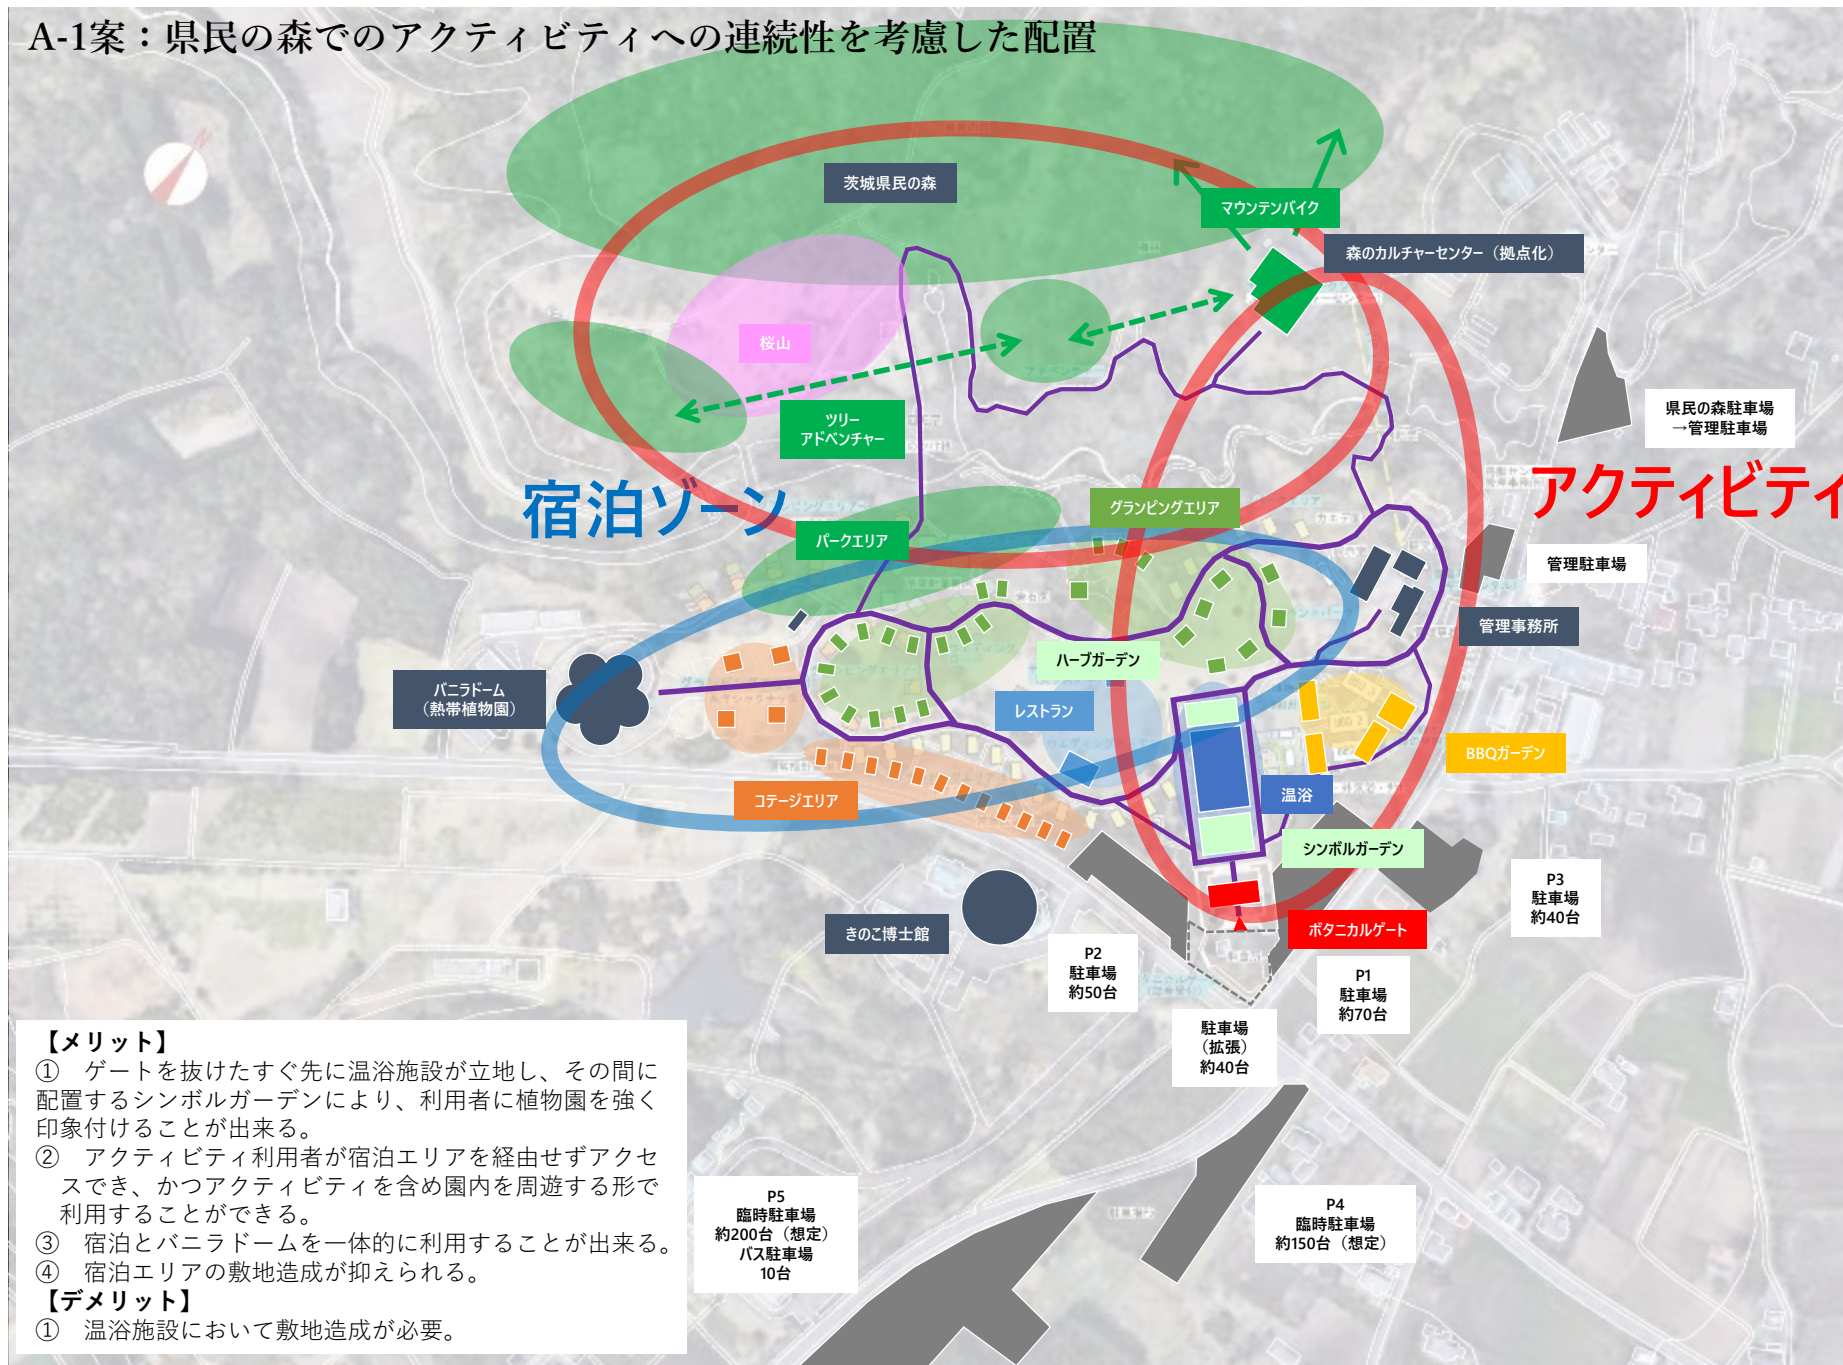 A-1案：県民の森でのアクティビティへの連続性を考慮した配置
茨城県民の森
マウンテンバイク
森のカルチャーセンター（拠点化）
桜山
ツリー
アドベンチャー
県民の森駐車場
→管理駐車場
宿泊ゾーン
アクティビティ
グランピングエリア
パークエリア
管理駐車場
管理事務所
ハーブガーデン
バニラドーム
（熱帯植物園）
レストラン
BBQガーデン
コテージエリア
温浴
シンボルガーデン
P3
駐車場
約40台
きのこ博士館
ボタニカルゲート
P2
駐車場
約50台
P1
駐車場
約70台
駐車場
（拡張）
約40台
P5
臨時駐車場
約200台（想定）
バス駐車場
10台
P4
臨時駐車場
約150台（想定）
【メリット】
①　ゲートを抜けたすぐ先に温浴施設が立地し、その間に
配置するシンボルガーデンにより、利用者に植物園を強く
印象付けることが出来る。
②　アクティビティ利用者が宿泊エリアを経由せずアクセ
スでき、かつアクティビティを含め園内を周遊する形で
利用することができる。
③　宿泊とバニラドームを一体的に利用することが出来る。
④　宿泊エリアの敷地造成が抑えられる。
【デメリット】
①　温浴施設において敷地造成が必要。